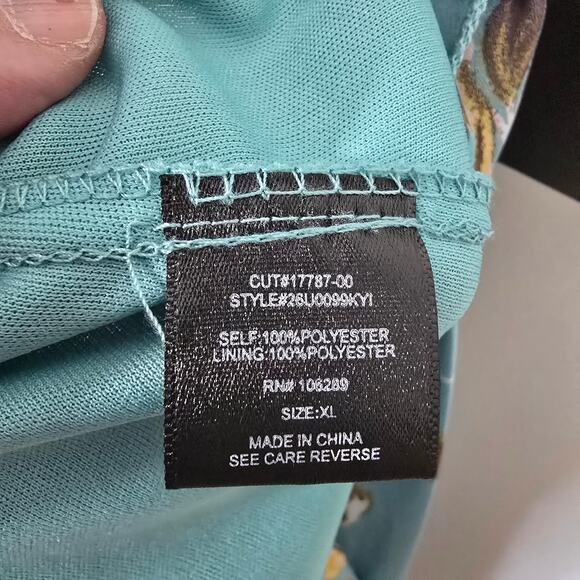 CUT#17787-00
STYLE#26U0099KYI
SELF:100%POLYESTER
LINING:100%POLYESTER
RN# 106289
SIZE:XL
MADE IN CHINA
SEE CARE REVERSE